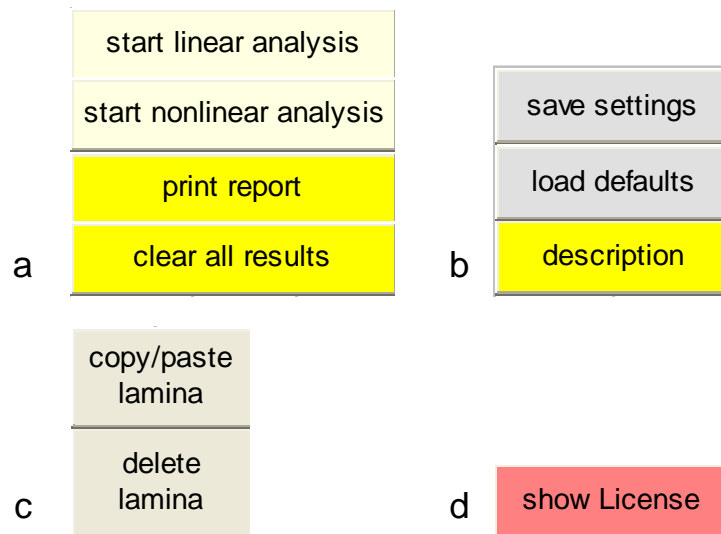 start linear analysis
start nonlinear analysis
print report
clear all results
a
save settings
load defaults
description
b
copy/paste
lamina
delete
lamina
c
show License
d